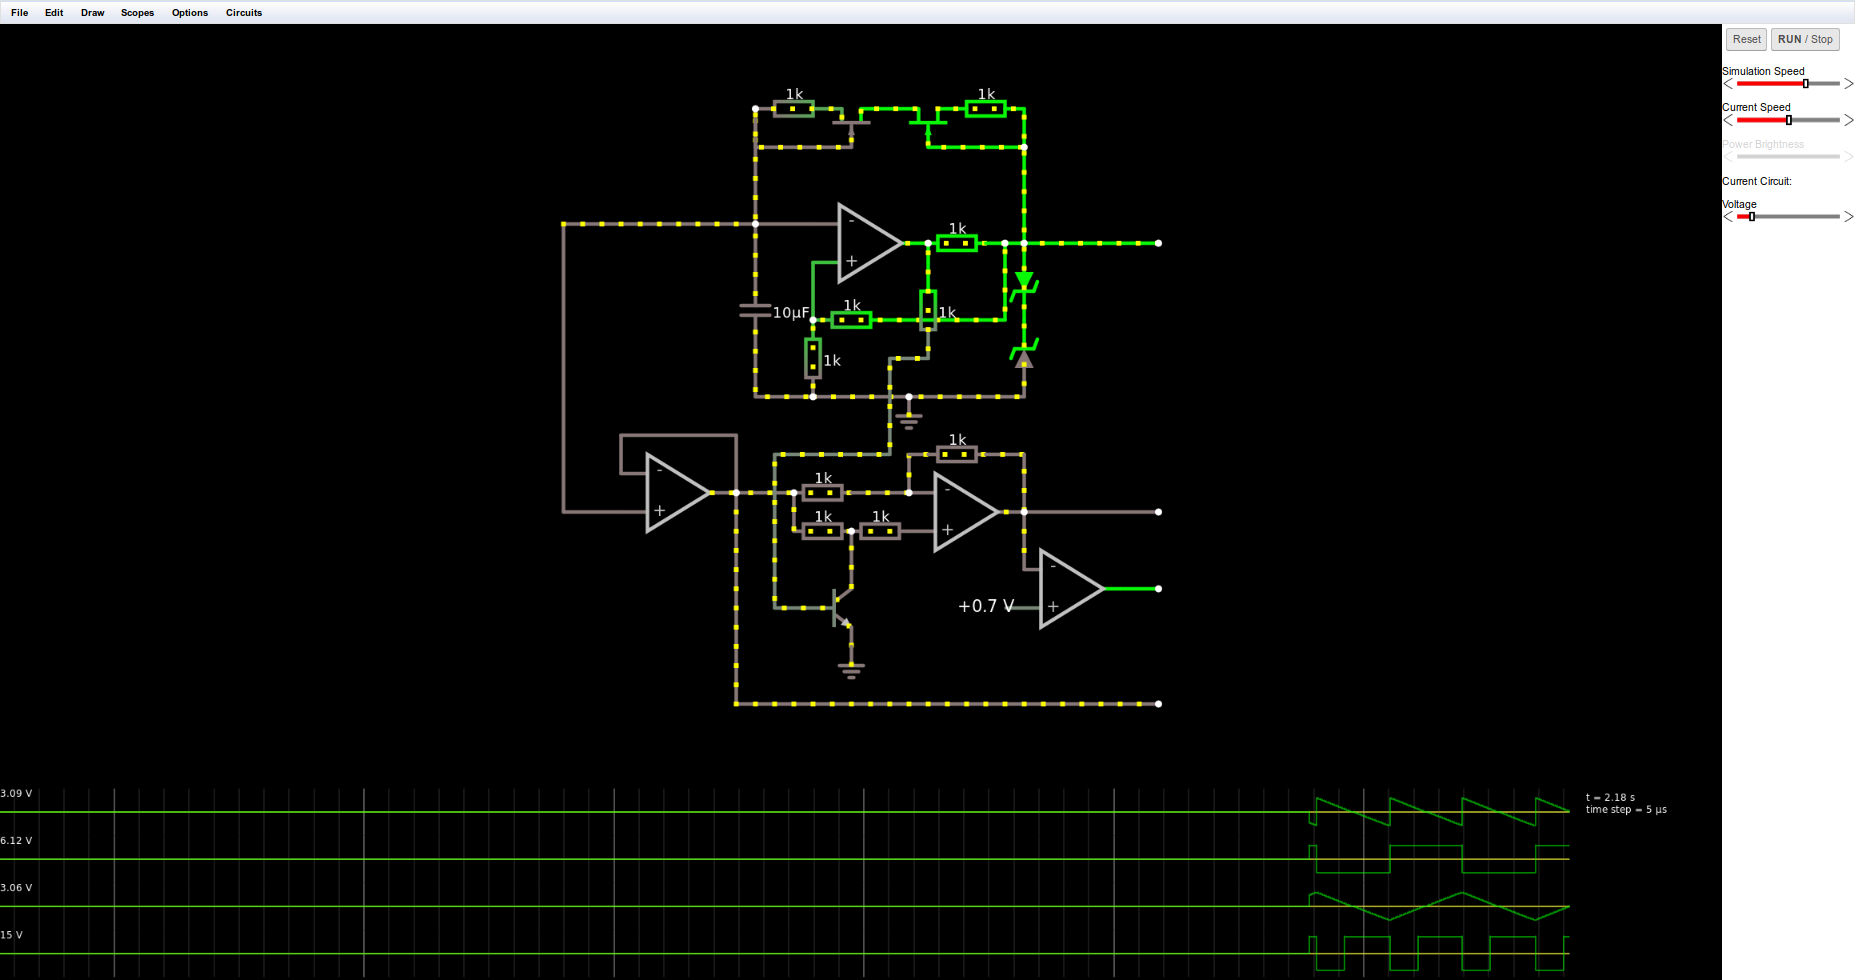 File Edit Draw Scopes Options Circuits
Reset RUN / Stop
Simulation Speed
Current Speed
Power Brightness
Current Circuit:
Voltage
1k 1k
-
1k
+
10µF 1k 1k
1k
1k
-
1k
-
+
1k 1k
+
-
+0.7 V +
3.09 V
6.12 V
3.06 V
15 V
t = 2.18 s
time step = 5 µs